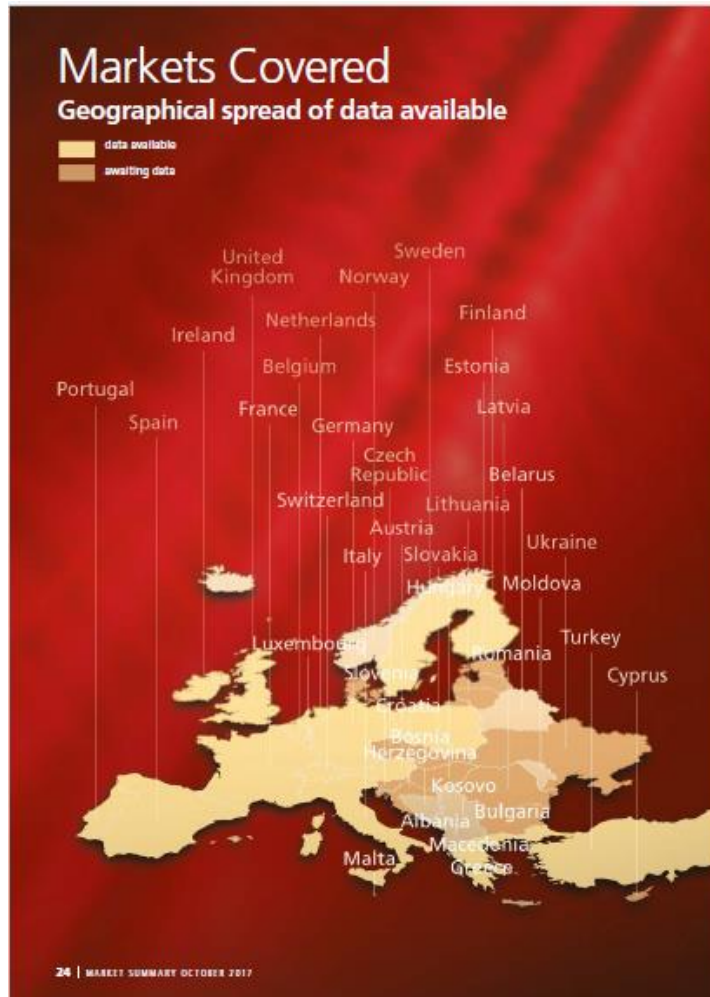 Markets Covered
Geographical spread of data available
data available
awaiting data
Sweden
United
Kingdom
Norway
Finland
Netherlands
Ireland
Belgium
Estonia
Portugal
France
Latvia
Spain
Germany
Czech
Republic
Belarus
Switzerland
Lithuania
Austria
Ukraine
Italy
Slovakia
Hungary
Moldova
Luxembourg
Turkey
Romania
Slovenia
Cyprus
Croatia
Bosnia
Herzegovina
Kosovo
Bulgaria
Albania
Macedonia
Malta
Greece
24 | MARKET SUMMARY OCTOBER 2017